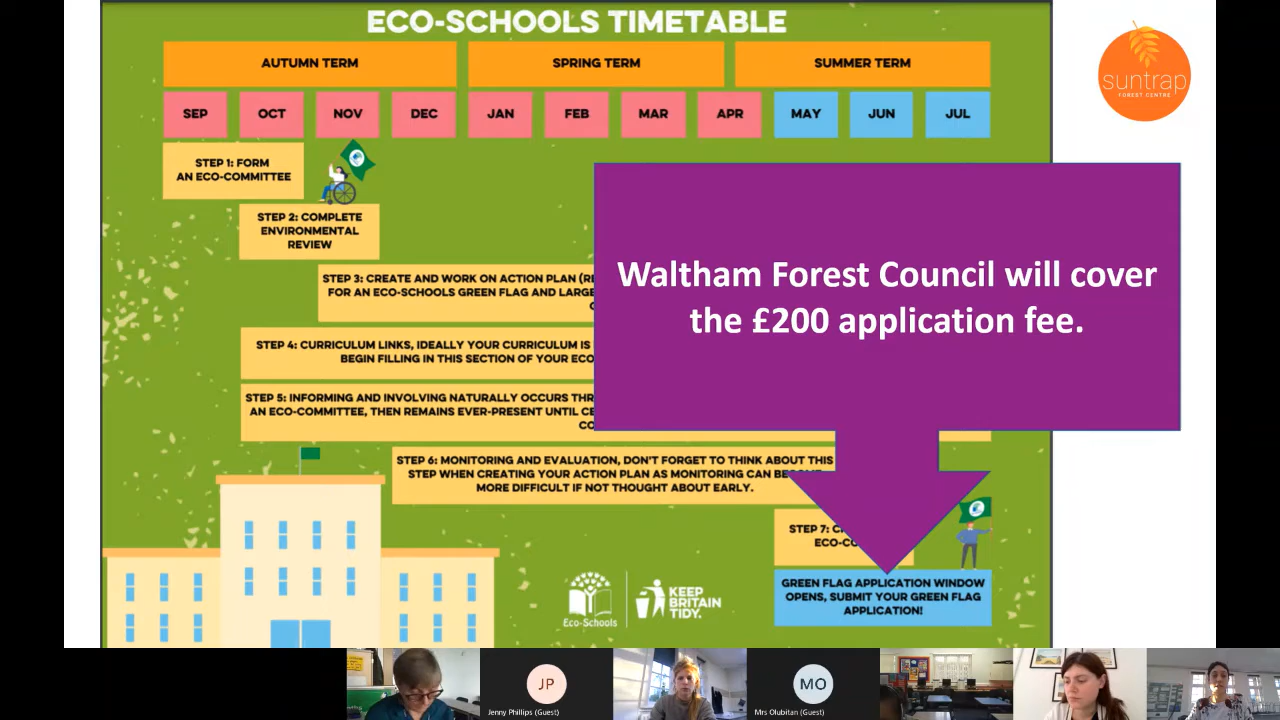 ECO-SCHOOLS TIMETABLE
AUTUMN TERM
SPRING TERM
SUMMER TERM
SEP
OCT
NOV
DEC
JAN
FEB
MAR
APR
MAY
JUN
JUL
suntrap
FOREST CENTRE
STEP 1: FORM
AN ECO-COMMITTEE
STEP 2: COMPLETE
ENVIRONMENTAL
REVIEW
STEP 3: CREATE AND WORK ON ACTION PLAN
FOR AN ECO-SCHOOLS GREEN FLAG AND
STEP 4: CURRICULUM LINKS, IDEALLY YOUR CURRICULUM IS
BEGIN FILLING IN THIS SECTION OF YOUR
STEP 5: INFORMING AND INVOLVING NATURALLY OCCURS
AN ECO-COMMITTEE, THEN REMAINS EVER-PRESENT UNTIL
Waltham Forest Council will cover
the £200 application fee.
STEP 6: MONITORING AND EVALUATION, DON'T FORGET TO THINK ABOUT THIS
STEP WHEN CREATING YOUR ACTION PLAN AS MONITORING CAN BECOME
MORE DIFFICULT IF NOT THOUGHT ABOUT EARLY.
STEP 7:
GREEN FLAG APPLICATION WINDOW
OPENS, SUBMIT YOUR GREEN FLAG
APPLICATION!
Eco-Schools
KEEP
BRITAIN
TIDY.
JP
Jenny Phillips (Guest)
MO
Mrs Olubitan (Guest)